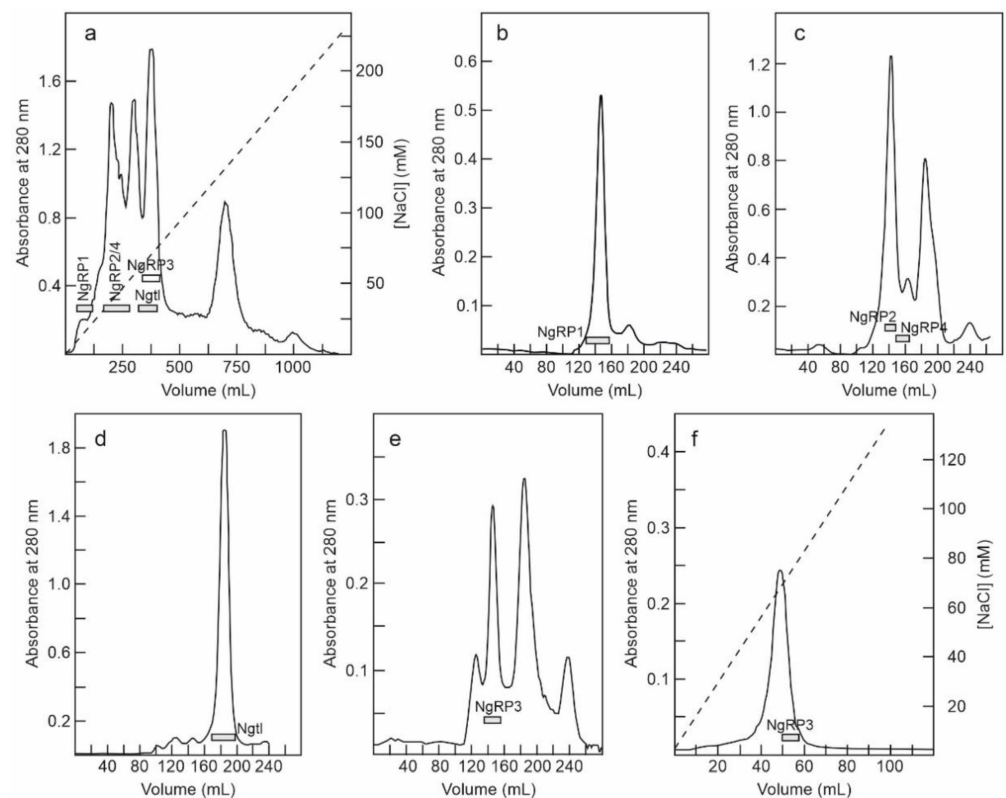 a
Absorbance at 280 nm
1.6
1.2
0.8
0.4
NgRP1
NgRP2/4
NgRP3
Ngtl
200
150
100
50
[NaCl] (mM)
250 500 750 1000
Volume (mL)
b
Absorbance at 280 nm
0.6
0.5
0.4
0.3
0.2
0.1
NgRP1
40 80 120 160 200 240
Volume (mL)
c
Absorbance at 280 nm
1.2
1.0
0.8
0.6
0.4
0.2
NgRP2
NgRP4
40 80 120 160 200 240
Volume (mL)
d
Absorbance at 280 nm
1.8
1.4
1.0
0.6
0.2
Ngtl
40 80 120 160 200 240
Volume (mL)
e
Absorbance at 280 nm
0.3
0.2
0.1
NgRP3
40 80 120 160 200 240
Volume (mL)
f
Absorbance at 280 nm
0.4
0.3
0.2
0.1
NgRP3
120
100
80
60
40
20
[NaCl] (mM)
20 40 60 80 100
Volume (mL)